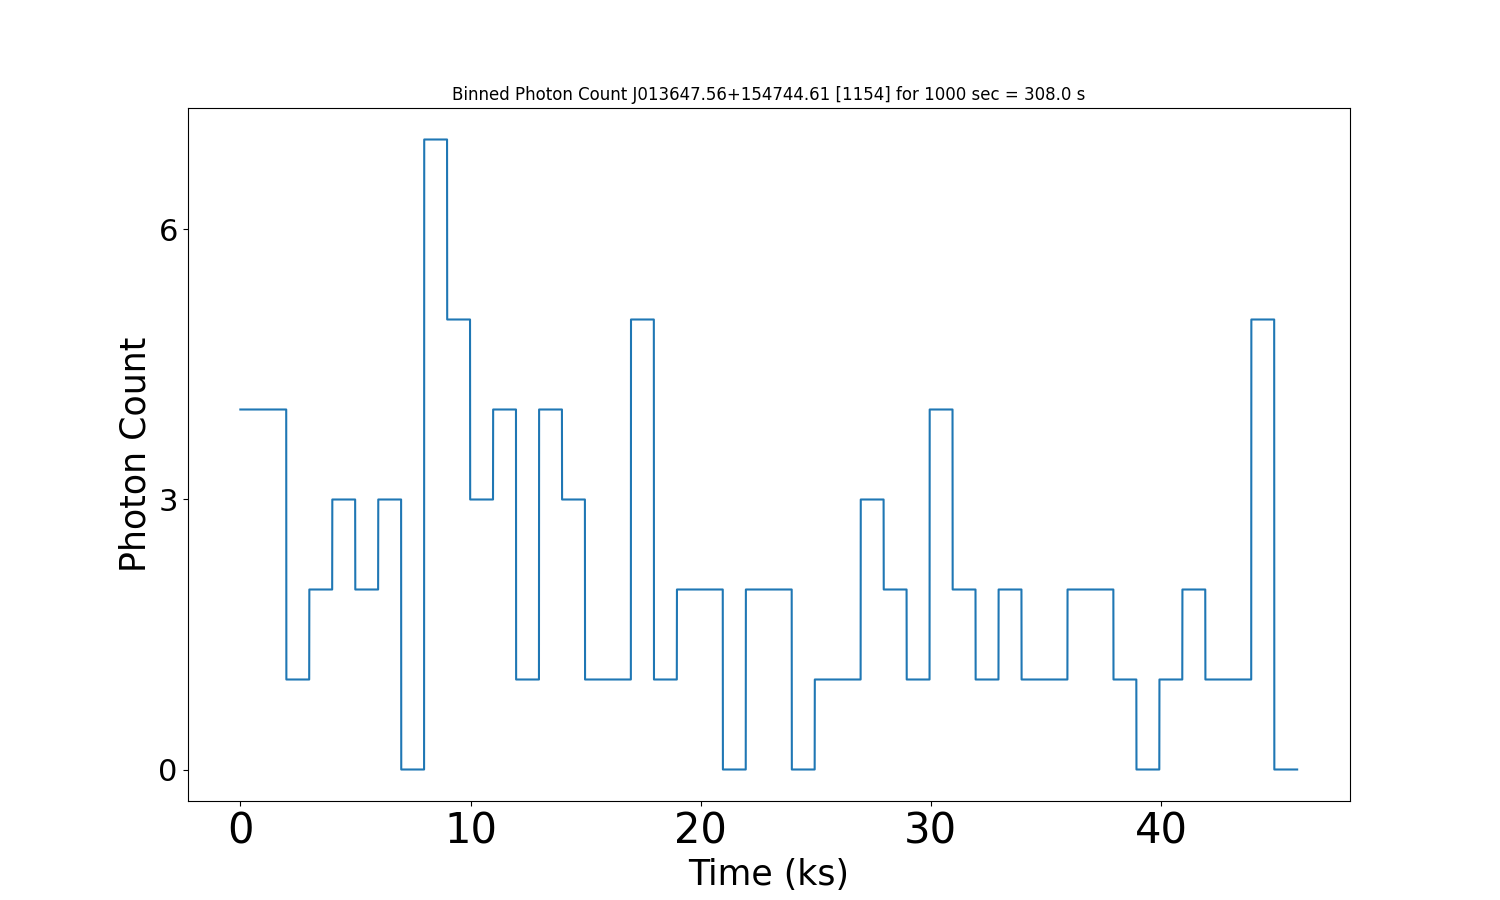 Binned Photon Count J013647.56+154744.61 [1154] for 1000 sec = 308.0 s
6
3
0
Photon Count
0 10 20 30 40
Time (ks)